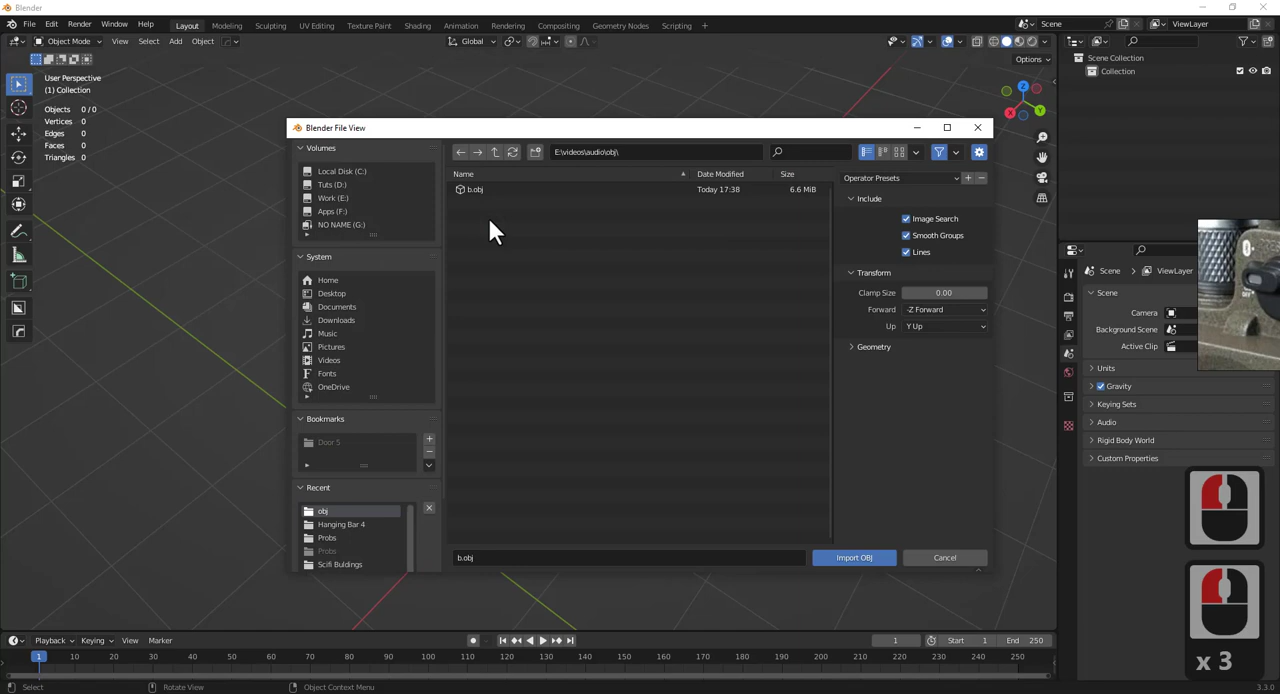 Blender
File Edit Render Window Help Layout Modeling Sculpting UV Editing Texture Paint Shading Animation Rendering Compositing Geometry Nodes Scripting + Scene ViewLayer
Object Mode View Select Add Object Global
Options
User Perspective
(1) Collection
Objects 0 / 0
Vertices 0
Edges 0
Faces 0
Triangles 0
Z
Y
X
Scene Collection
Collection
Blender File View
Volumes
Local Disk (C:)
Tuts (D:)
Work (E:)
Apps (F:)
NO NAME (G:)
System
Home
Desktop
Documents
Downloads
Music
Pictures
Videos
Fonts
OneDrive
Bookmarks
Door 5
Recent
obj
Hanging Bar 4
Probs
Probs
Scifi Buldings
E:\videos\audio\obj\
Name Date Modified Size
b.obj Today 17:38 6.6 MiB
b.obj
Import OBJ
Cancel
Operator Presets
Include
Image Search
Smooth Groups
Lines
Transform
Clamp Size 0.00
Forward -Z Forward
Up Y Up
Geometry
Scene ViewLayer
Scene
Camera
Background Scene
Active Clip
Units
Gravity
Keying Sets
Audio
Rigid Body World
Custom Properties
x 3
Playback Keying View Marker 1 Start 1 End 250
1 10 20 30 40 50 60 70 80 90 100 110 120 130 140 150 160 170 180 190 200 210 220 230 240 250
Select Rotate View Object Context Menu 3.3.0